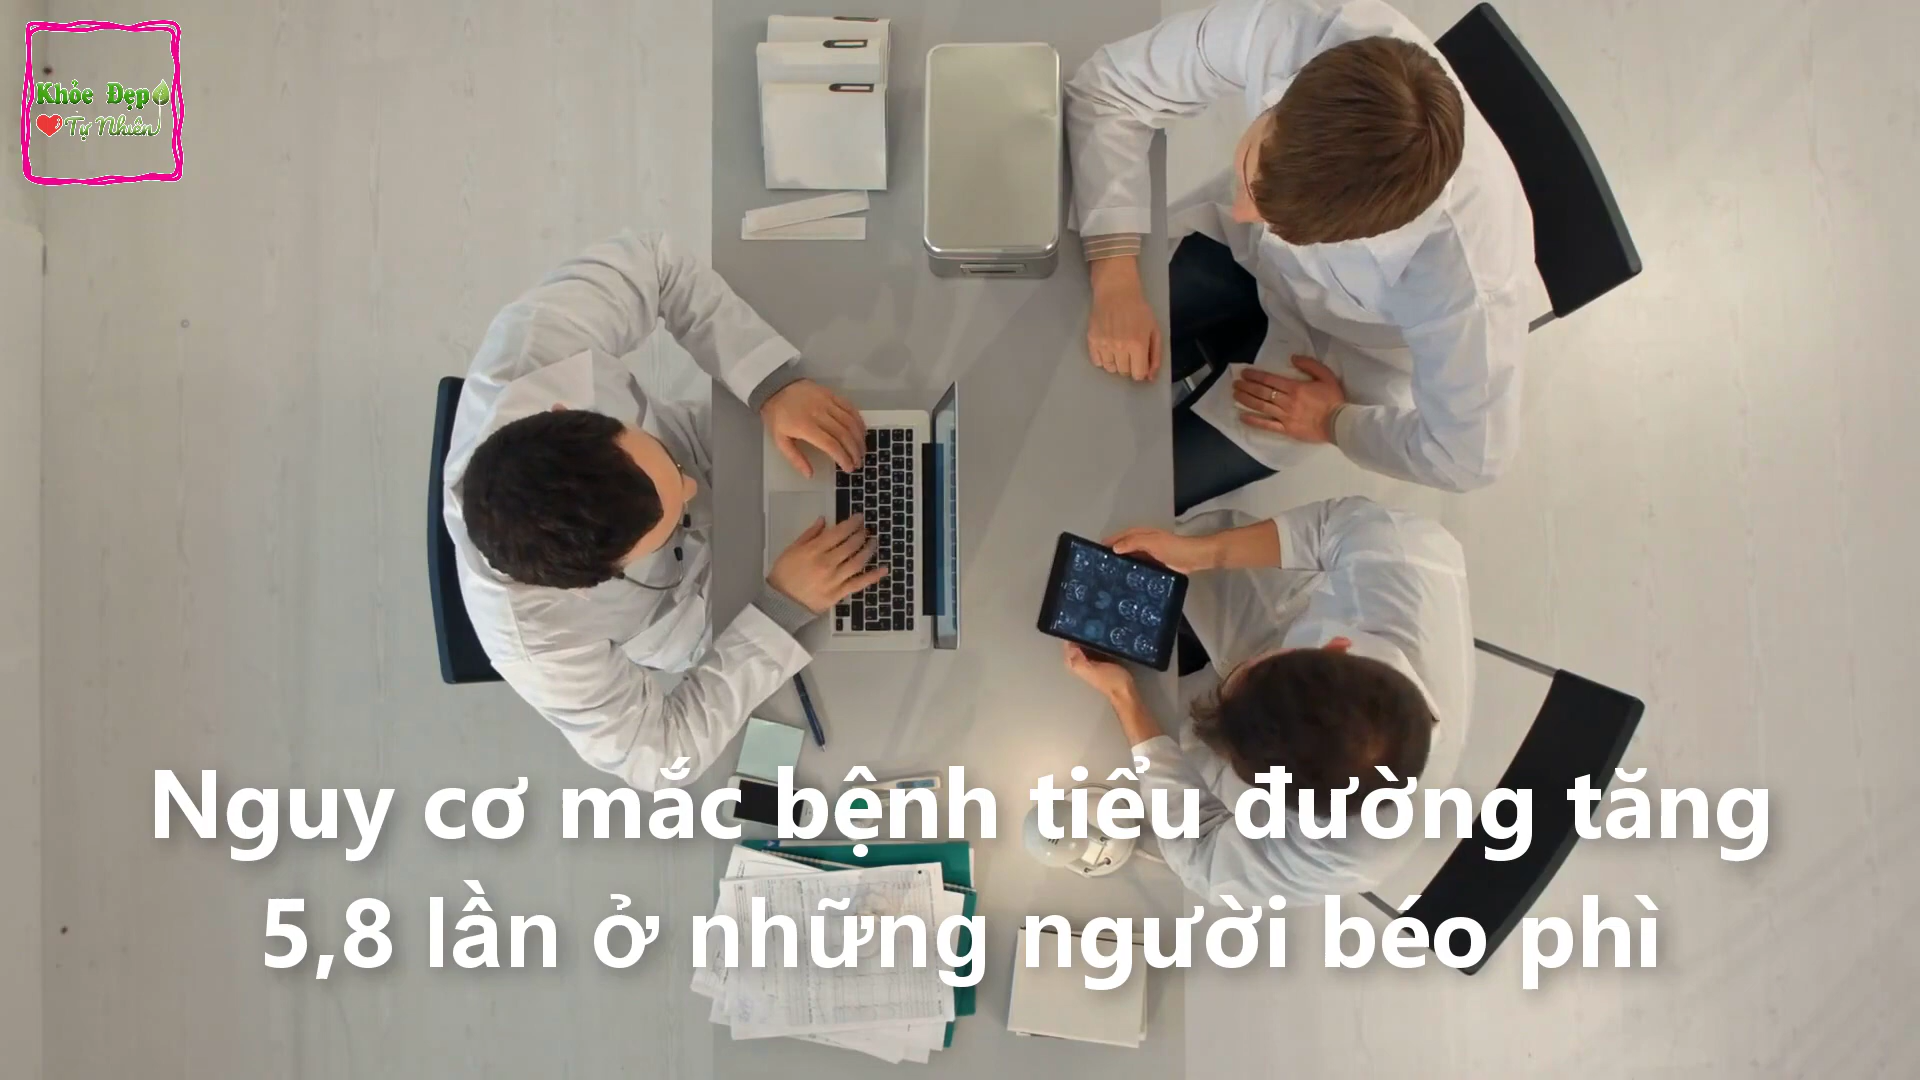 Khỏe Đẹp
Tự Nhiên
Nguy cơ mắc bệnh tiểu đường tăng
5,8 lần ở những người béo phì